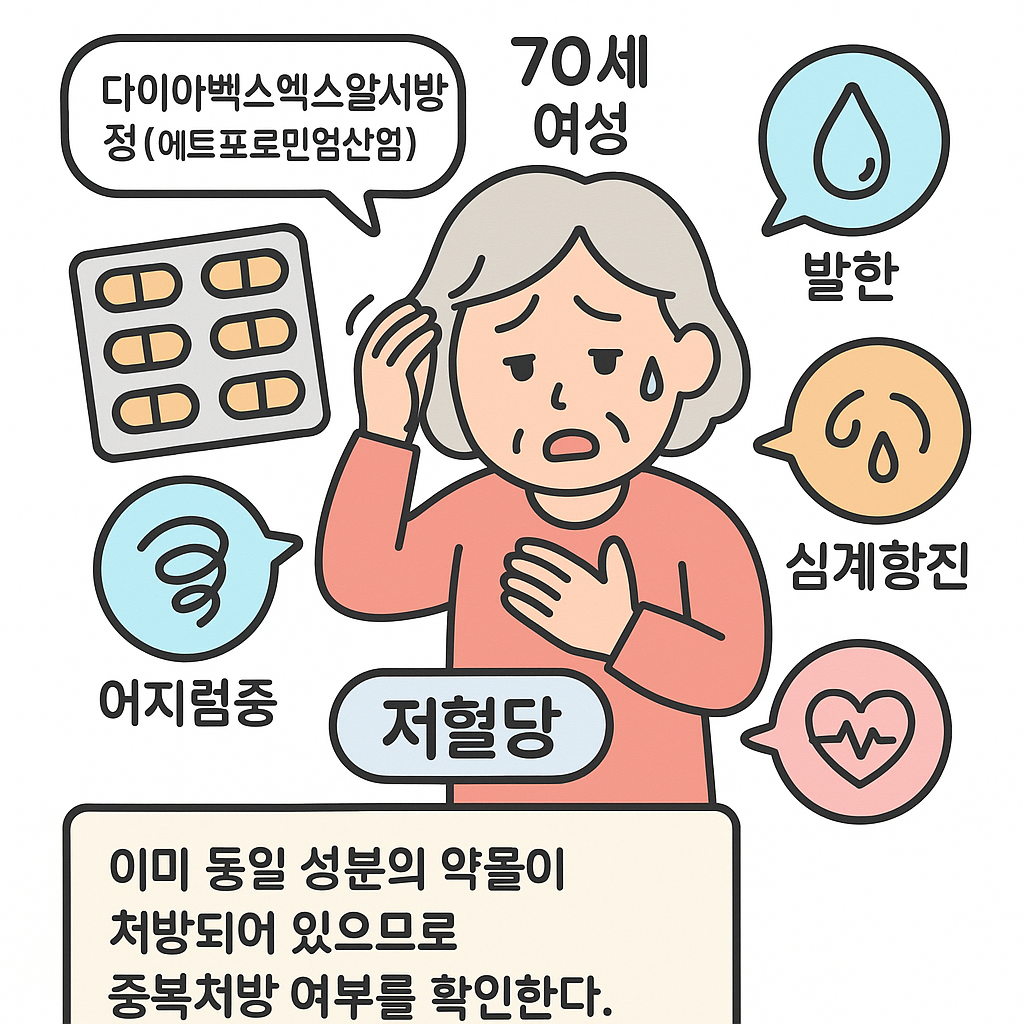 다이아벡스엑스알서방
정(에트포로민염산염)
70세
여성
발한
심계항진
어지럼중
저혈당
이미 동일 성분의 약몰이
처방되어 있으므로
중복처방 여부를 확인한다.